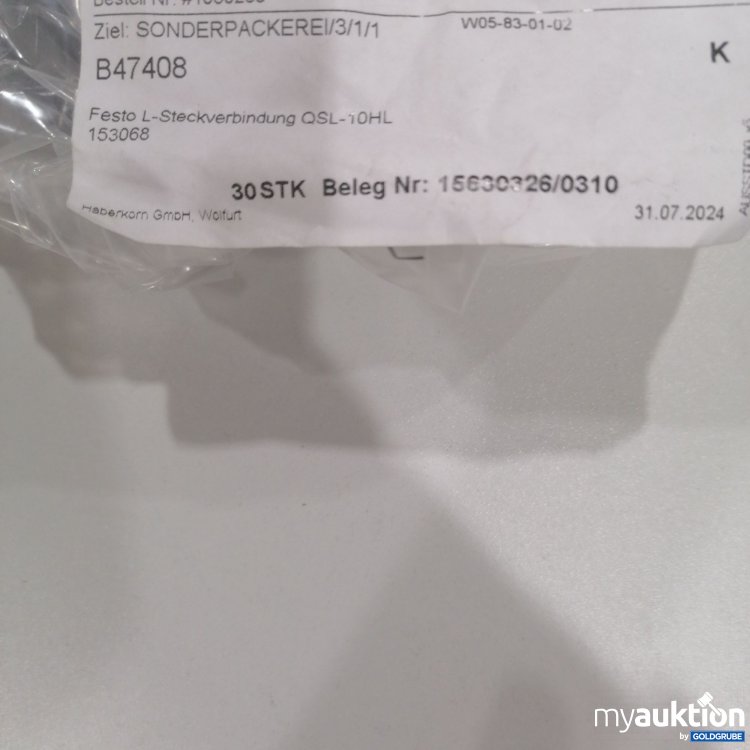 Ziel: SONDERPACKEREI/3/1/1
W05-83-01-02
K
B47408
Festo L-Steckverbindung QSL-10HL
153068
30STK Beleg Nr: 15630326/0310
Haberkorn GmbH, Wolfurt
31.07.2024
myauktion
by GOLDGRUBE